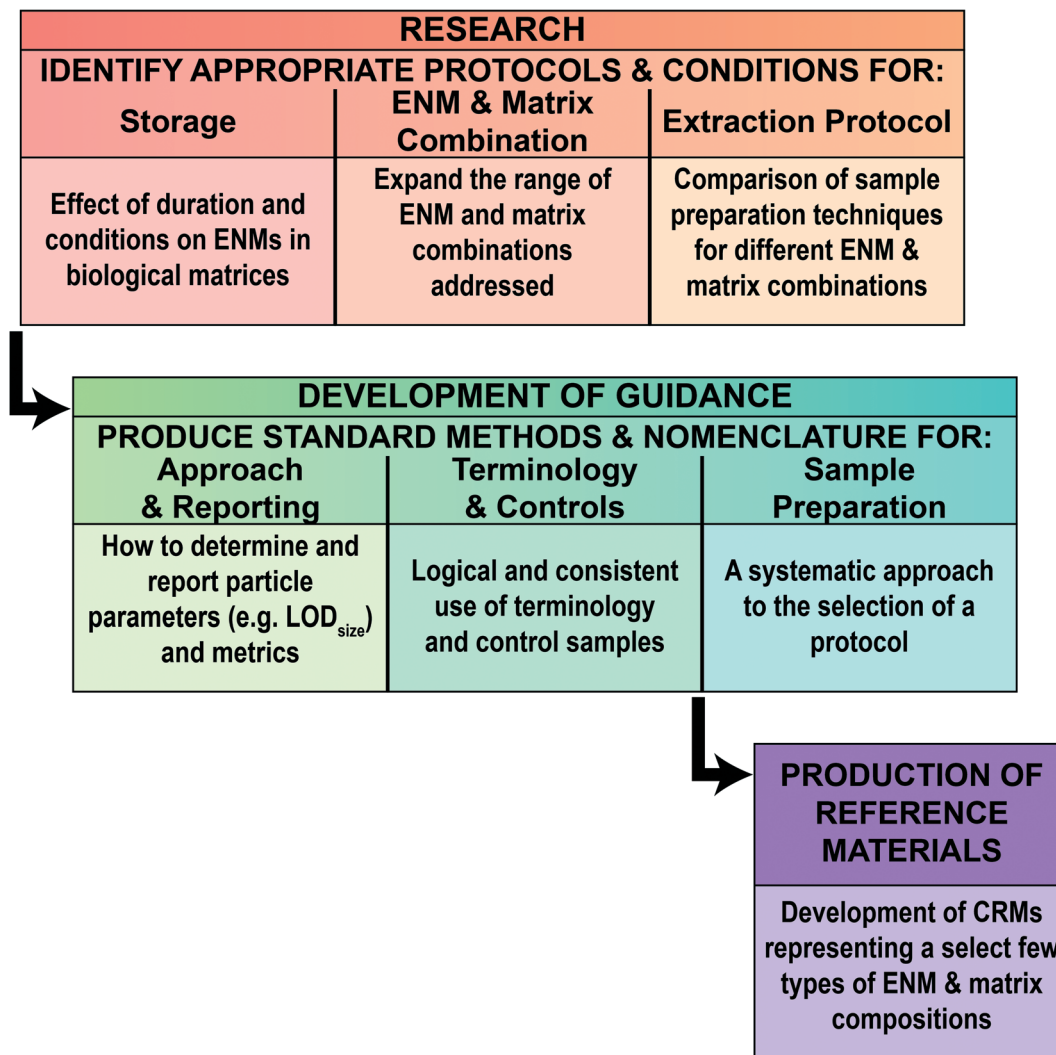 RESEARCH
IDENTIFY APPROPRIATE PROTOCOLS & CONDITIONS FOR:
Storage
ENM & Matrix
Combination
Extraction Protocol
Effect of duration and
conditions on ENMs in
biological matrices
Expand the range of
ENM and matrix
combinations
addressed
Comparison of sample
preparation techniques
for different ENM &
matrix combinations
DEVELOPMENT OF GUIDANCE
PRODUCE STANDARD METHODS & NOMENCLATURE FOR:
Approach
& Reporting
Terminology
& Controls
Sample
Preparation
How to determine and
report particle
parameters (e.g. LODsize)
and metrics
Logical and consistent
use of terminology
and control samples
A systematic approach
to the selection of a
protocol
PRODUCTION OF
REFERENCE
MATERIALS
Development of CRMs
representing a select few
types of ENM & matrix
compositions